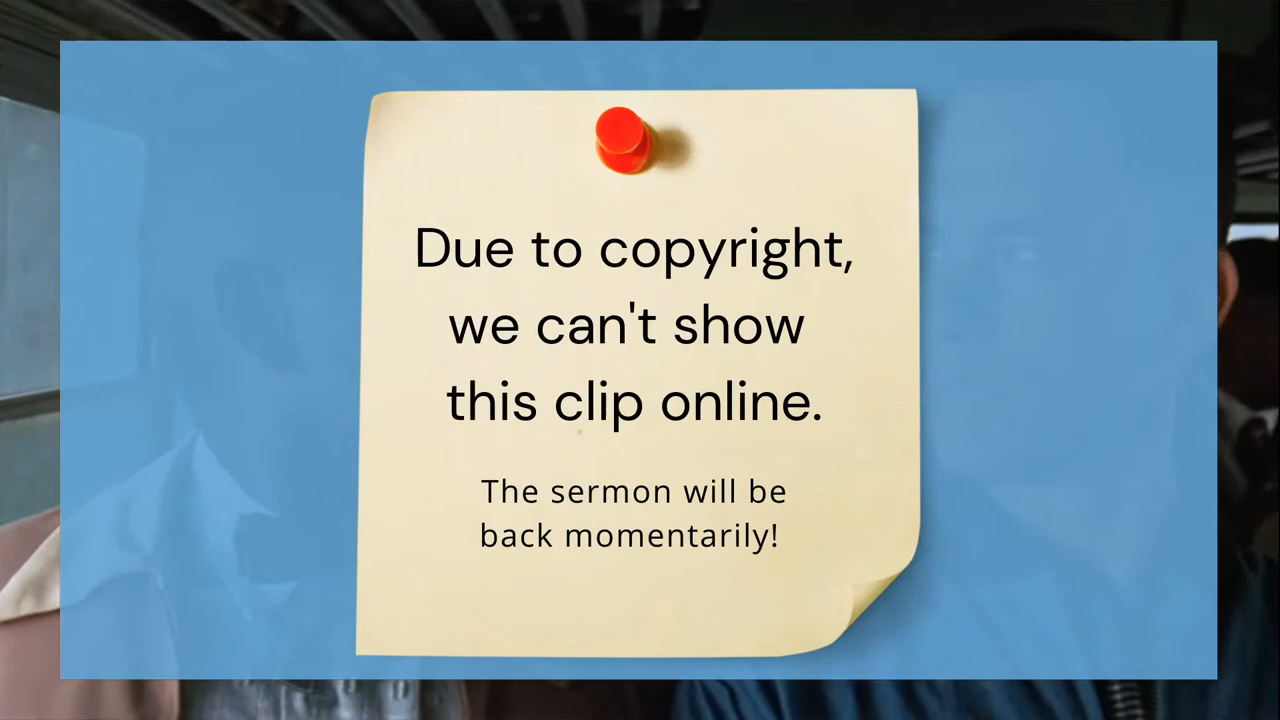 Due to copyright,
we can't show
this clip online.
The sermon will be
back momentarily!